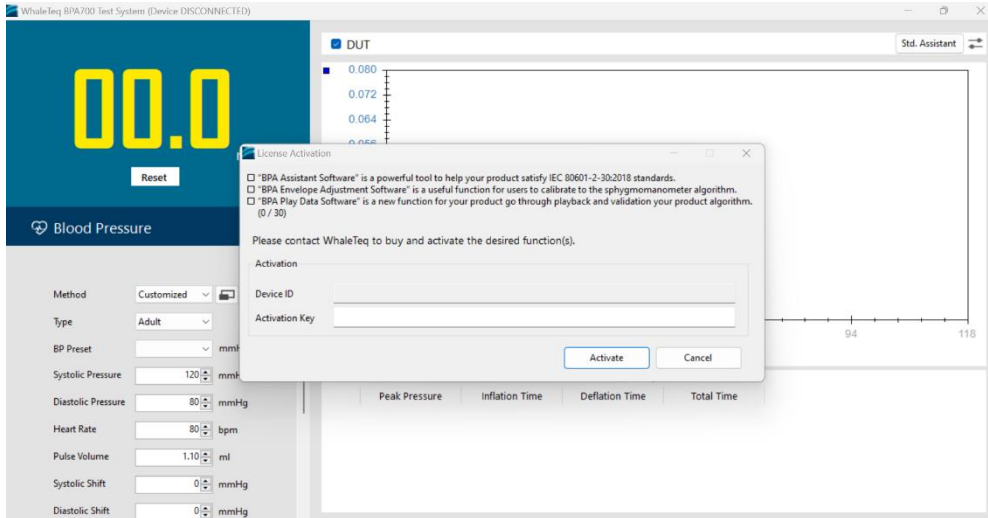 WhaleTeq BPA700 Test System (Device DISCONNECTED)
00.0
Reset
Blood Pressure
Method Customized
Type Adult
BP Preset
Systolic Pressure 120
Diastolic Pressure 80 mmHg
Heart Rate 80 bpm
Pulse Volume 1.10 ml
Systolic Shift 0 mmHg
Diastolic Shift 0 mmHg
DUT
Std. Assistant
0.080
0.072
0.064
License Activation
"BPA Assistant Software" is a powerful tool to help your product satisfy IEC 80601-2-30:2018 standards.
"BPA Envelope Adjustment Software" is a useful function for users to calibrate to the sphygmomanometer algorithm.
"BPA Play Data Software" is a new function for your product go through playback and validation your product algorithm.
(0 / 30)
Please contact WhaleTeq to buy and activate the desired function(s).
Activation
Device ID
Activation Key
Activate Cancel
94 118
Peak Pressure Inflation Time Deflation Time Total Time